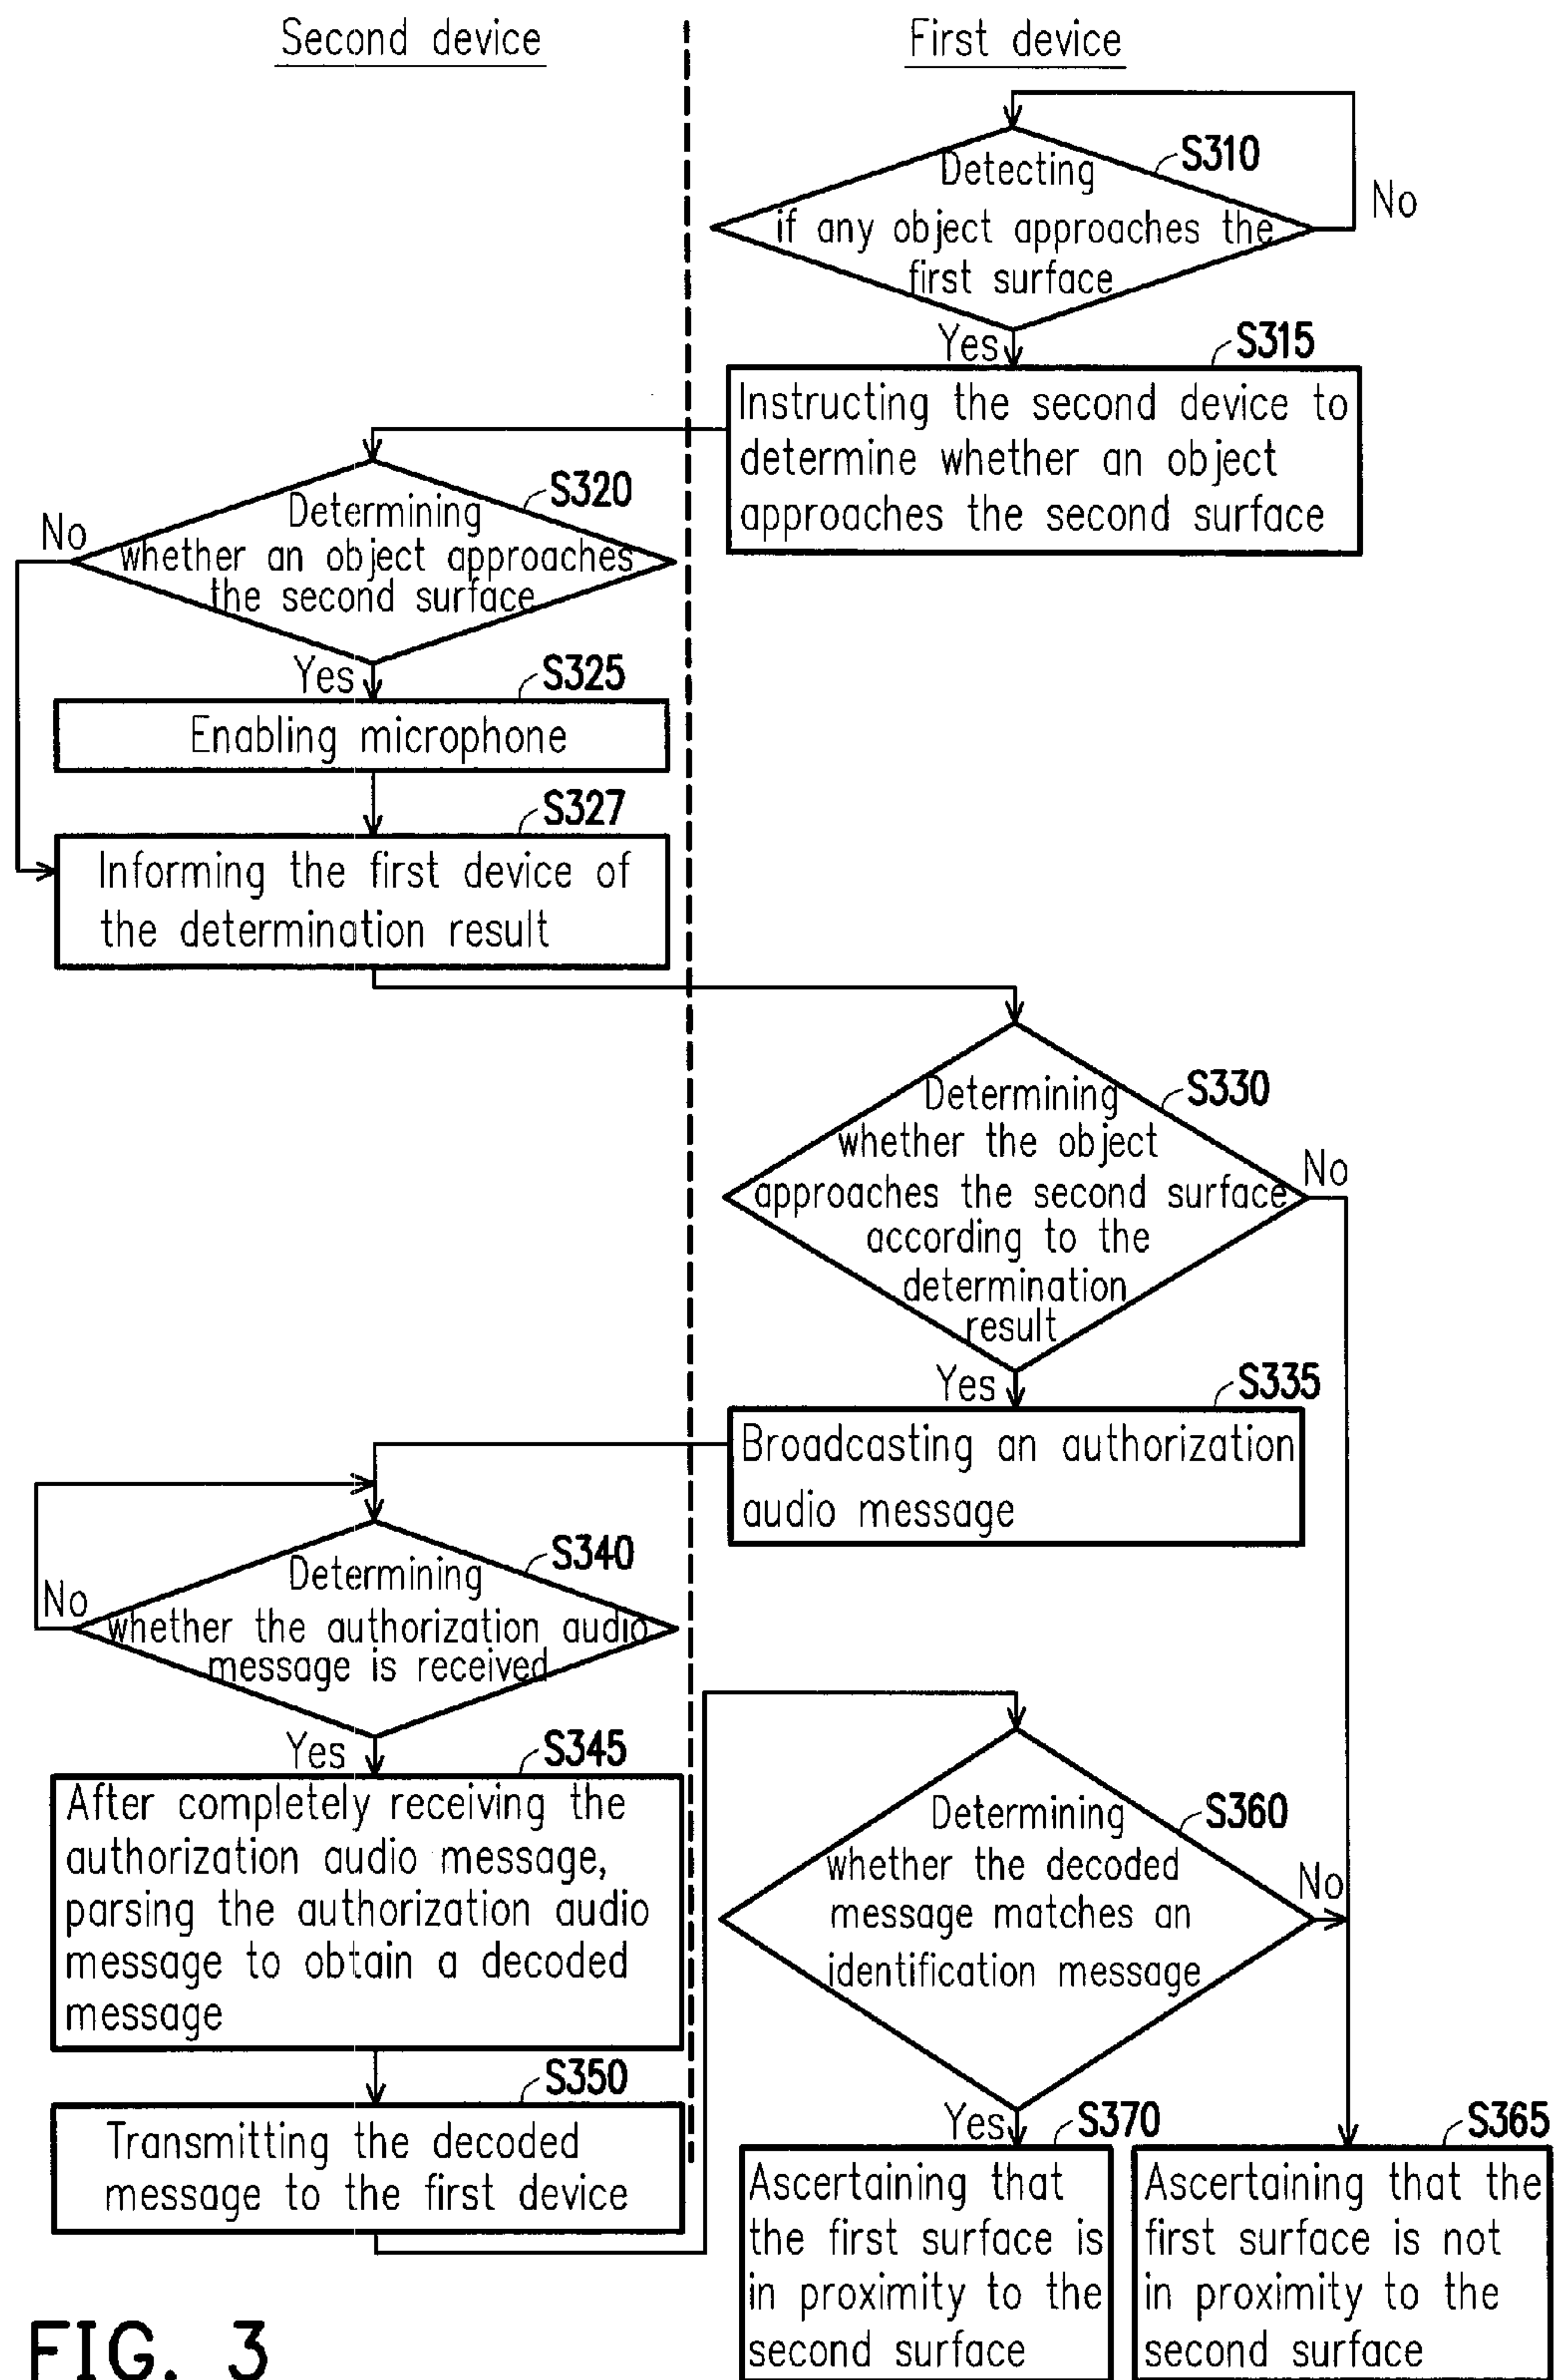 Second device
First device
S310
Detecting
if any object approaches the
first surface
No
Yes
S315
Instructing the second device to
determine whether an object
approaches the second surface
S320
Determining
whether an object approaches
the second surface
No
Yes
S325
Enabling microphone
S327
Informing the first device of
the determination result
S330
Determining
whether the object
approaches the second surface
according to the
determination
result
No
Yes
S335
Broadcasting an authorization
audio message
S340
Determining
whether the authorization audio
message is received
No
Yes
S345
After completely receiving the
authorization audio message,
parsing the authorization audio
message to obtain a decoded
message
S350
Transmitting the decoded
message to the first device
S360
Determining
whether the decoded
message matches an
identification message
No
Yes
S370
Ascertaining that
the first surface is
in proximity to the
second surface
S365
Ascertaining that the
first surface is not
in proximity to the
second surface
FIG. 3